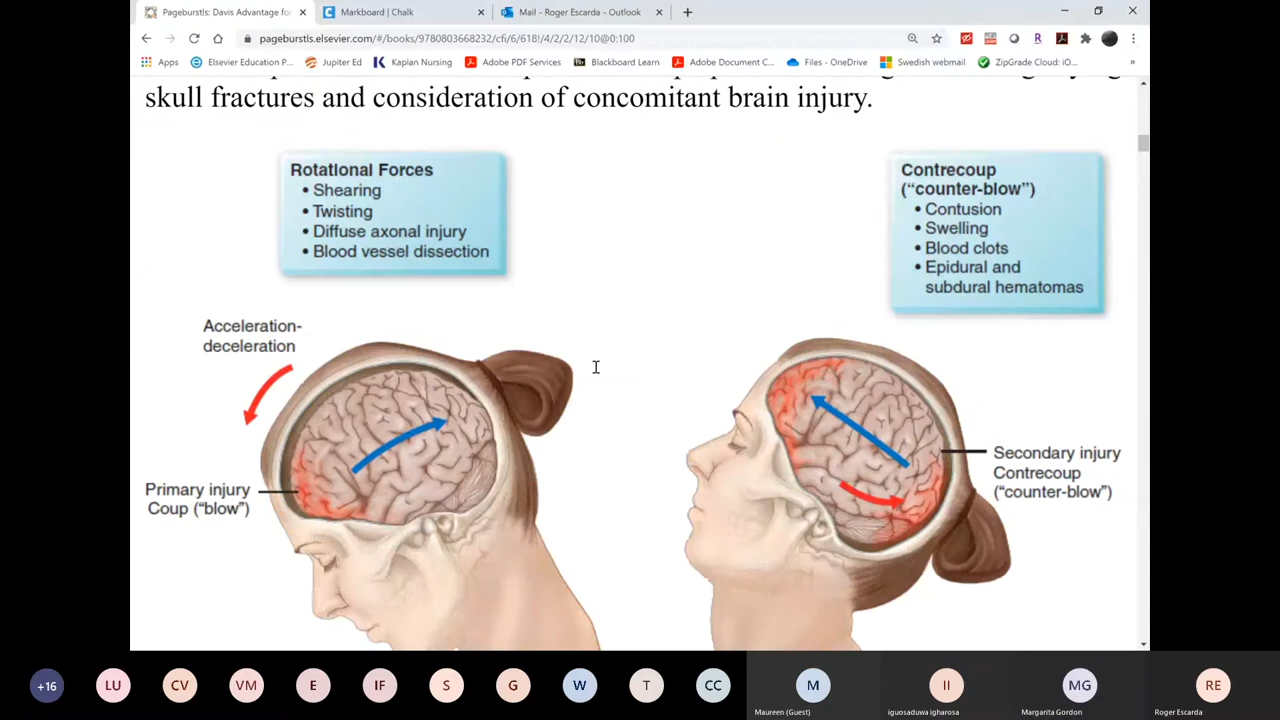 Pageburstls: Davis Advantage for
Markboard | Chalk
Mail - Roger Escarda - Outlook
pageburstls.elsevier.com/#/books/9780803668232/cfi/6/618!/4/2/2/12/10@0:100
Apps
Elsevier Education P...
Jupiter Ed
Kaplan Nursing
Adobe PDF Services
Blackboard Learn
Adobe Document C...
Files - OneDrive
Swedish webmail
ZipGrade Cloud: iO...
skull fractures and consideration of concomitant brain injury.
Rotational Forces
• Shearing
• Twisting
• Diffuse axonal injury
• Blood vessel dissection
Contrecoup
(“counter-blow”)
• Contusion
• Swelling
• Blood clots
• Epidural and
subdural hematomas
Acceleration-
deceleration
Primary injury
Coup (“blow”)
Secondary injury
Contrecoup
(“counter-blow”)
+16
LU
CV
VM
E
IF
S
G
W
T
CC
M
II
MG
RE
Maureen (Guest)
iguosaduwa igharosa
Margarita Gordon
Roger Escarda